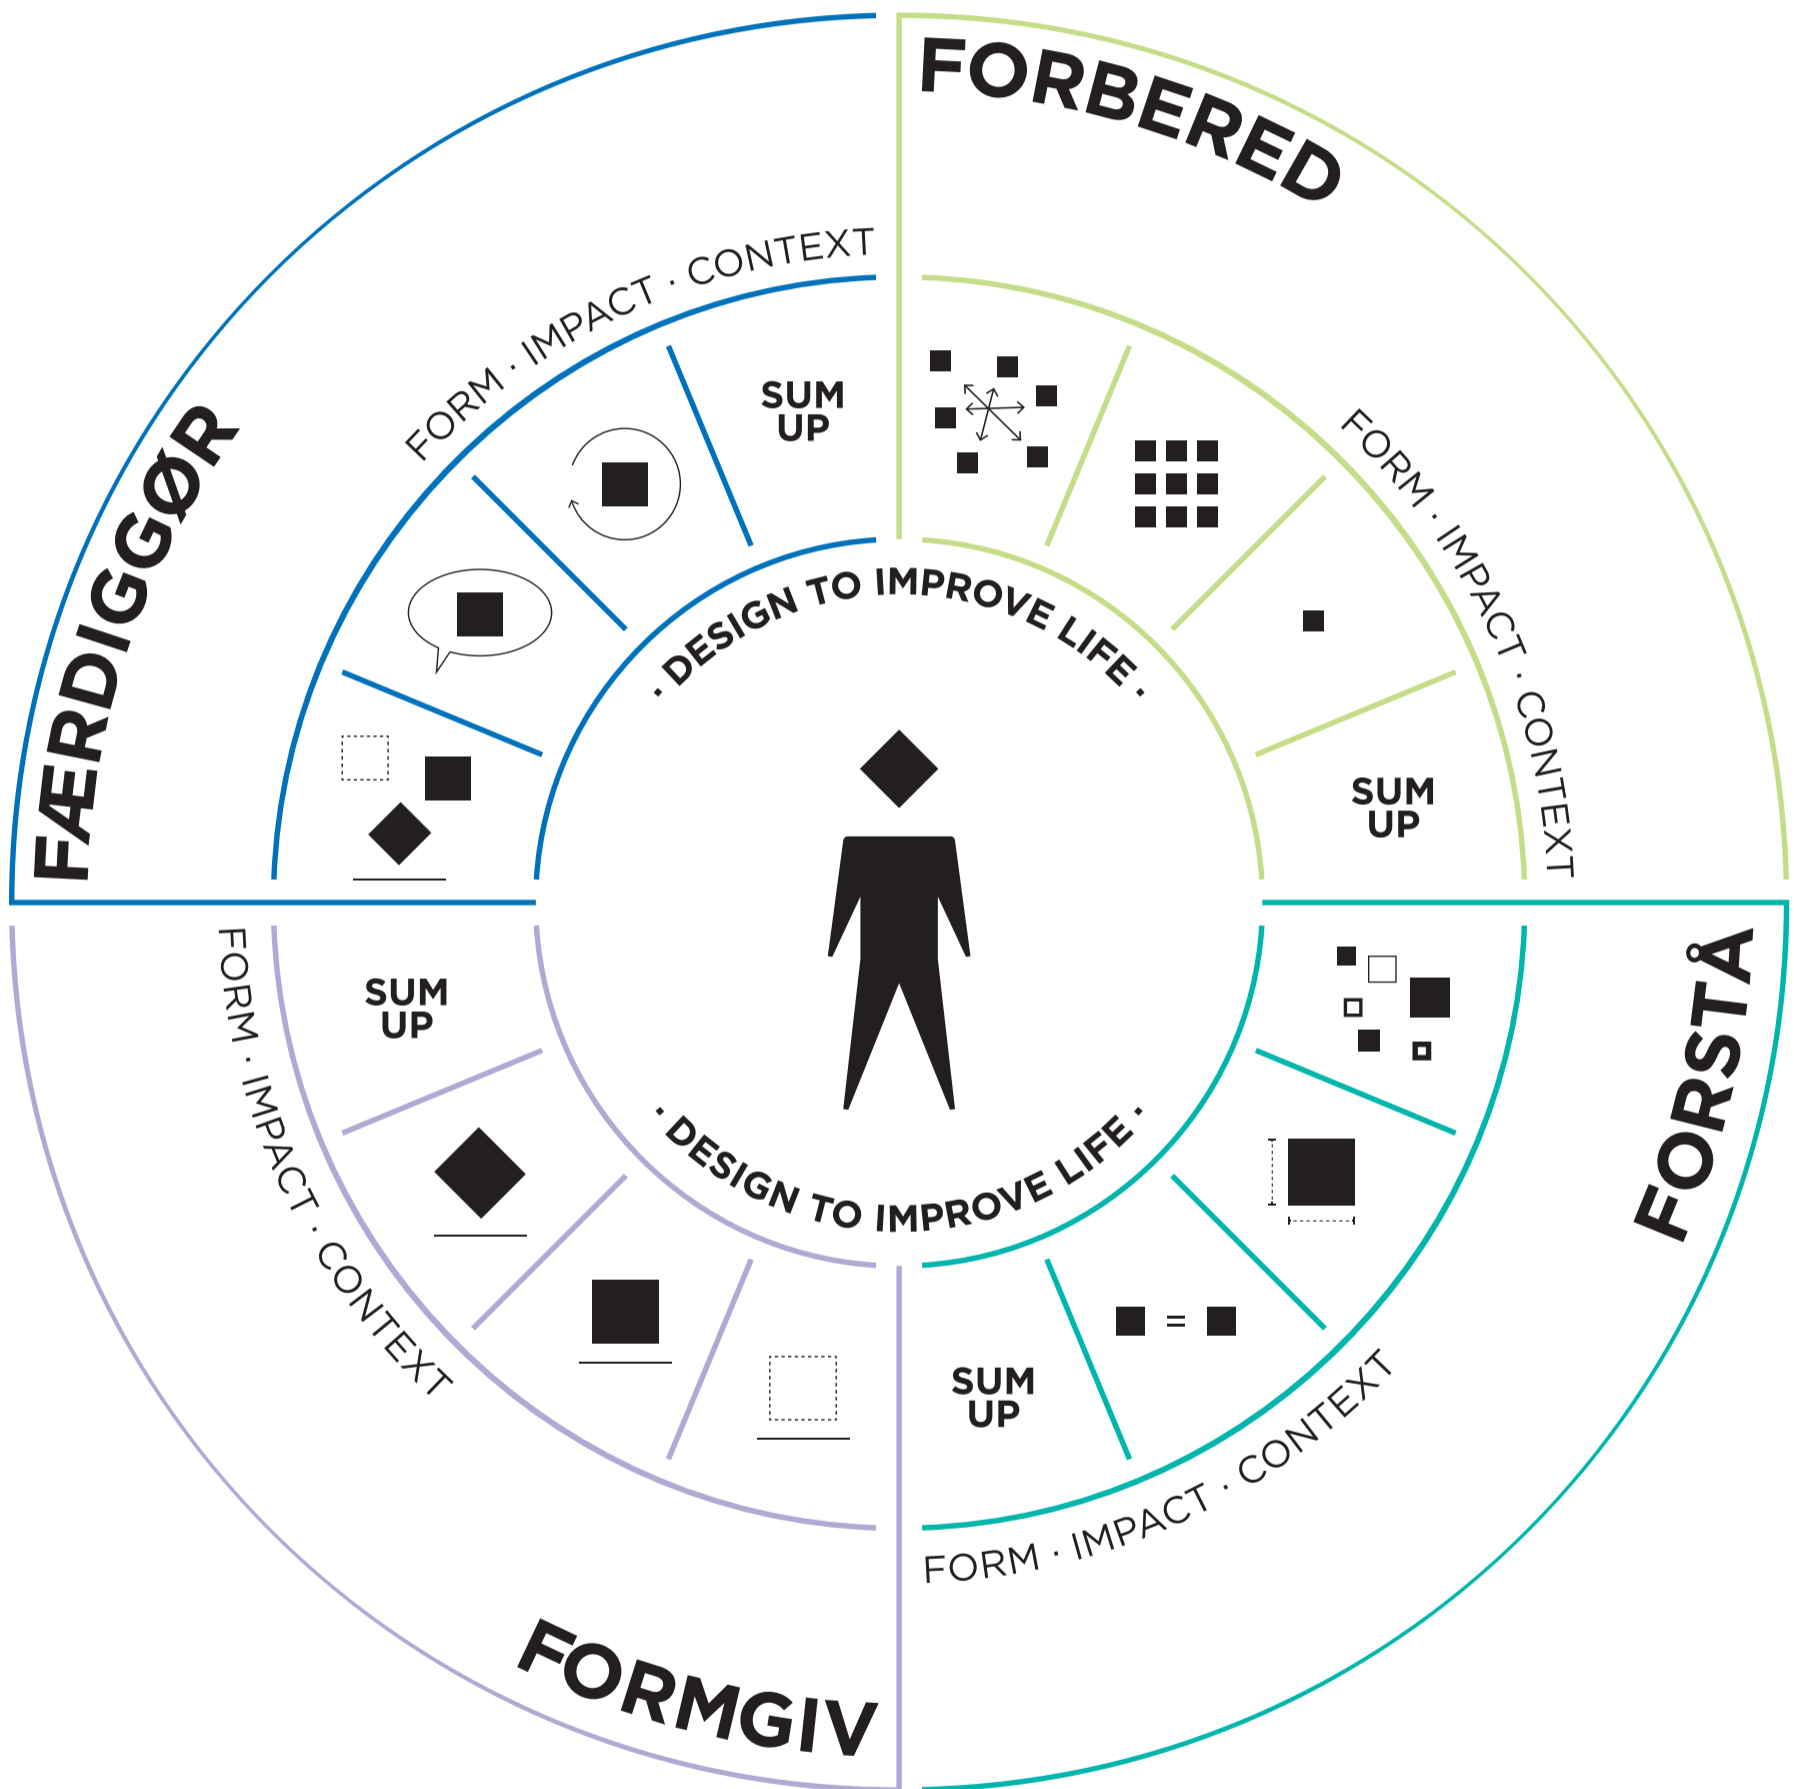 FORBERED
FORM · IMPACT · CONTEXT
SUM
UP
FORSTÅ
FORM · IMPACT · CONTEXT
=
SUM
UP
FORMGIV
FORM · IMPACT · CONTEXT
SUM
UP
FÆRDIGGØR
FORM · IMPACT · CONTEXT
SUM
UP
· DESIGN TO IMPROVE LIFE ·
· DESIGN TO IMPROVE LIFE ·